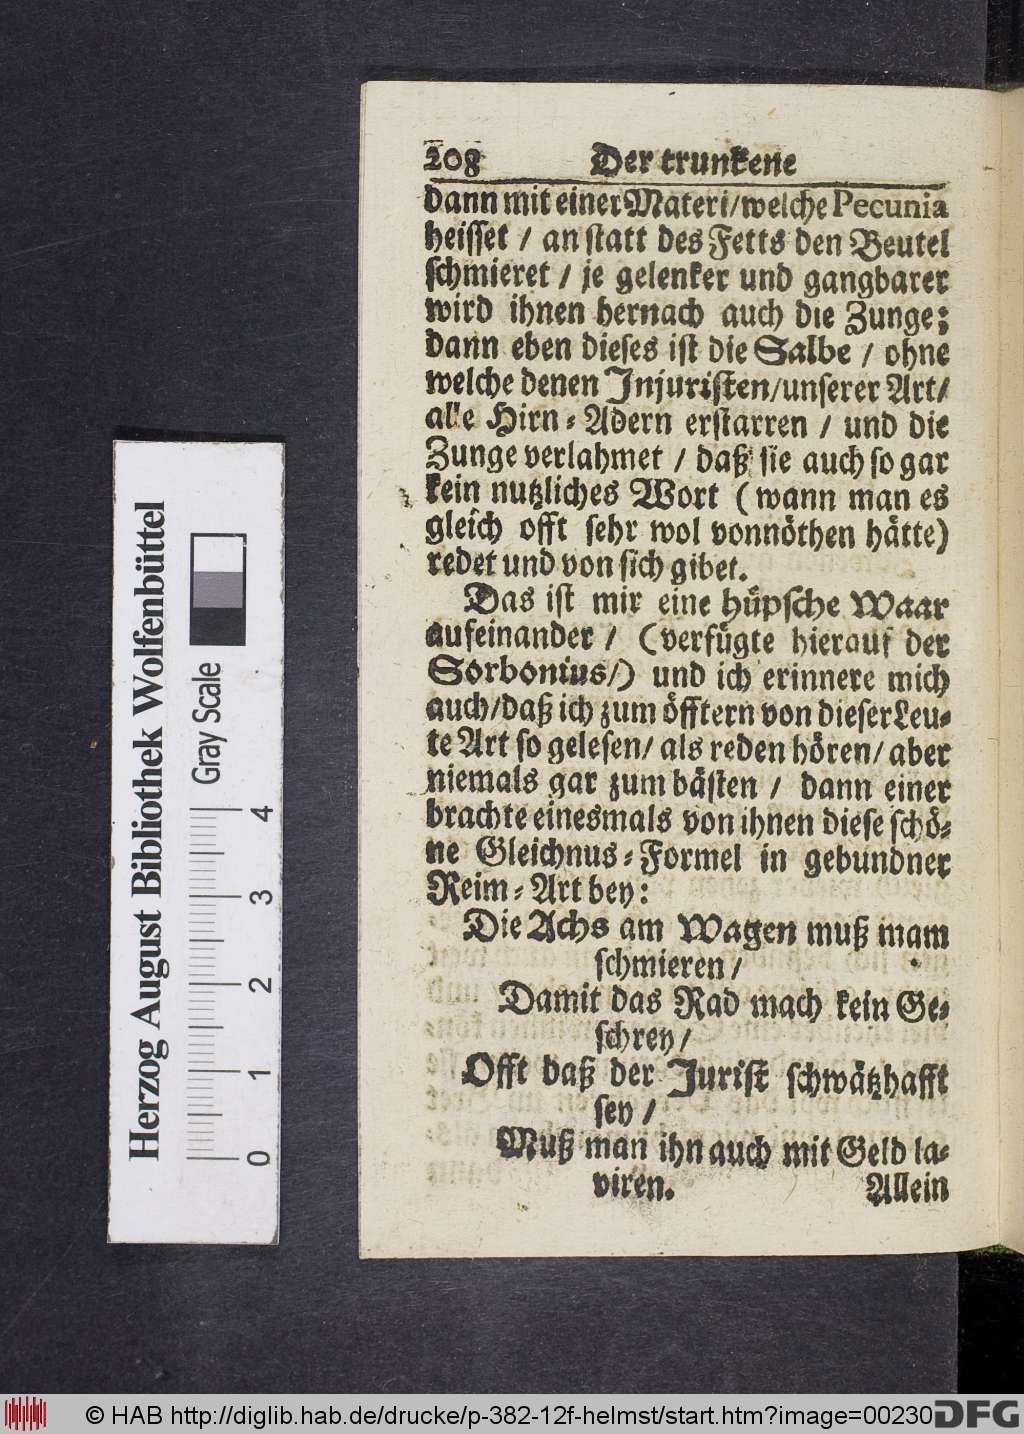 208 Der trunkene
dann mit einer Materi/welche Pecunia
heisset / an statt des Fetts den Beutel
schmieret / je gelenker und gangbarer
wird ihnen hernach auch die Zunge;
dann eben dieses ist die Salbe / ohne
welche denen Injuristen/unserer Art/
alle Hirn-Adern erstarren / und die
Zunge verlahmet / daß sie auch so gar
kein nutzliches Wort (wann man es
gleich offt sehr wol vonnöthen hätte)
redet und von sich gibet.
Das ist mir eine hüpsche Waar
aufeinander / (verfügte hierauf der
Sorbonius/) und ich erinnere mich
auch/daß ich zum öfftern von dieser Leu-
te Art so gelesen/ als reden hören/ aber
niemals gar zum bästen / dann einer
brachte einesmals von ihnen diese schö-
ne Gleichnus-Formel in gebundner
Reim-Art bey:
Die Achs am Wagen muß mam
schmieren /
Damit das Rad mach kein Ge-
schrey /
Offt daß der Jurist schwätzhafft
sey /
Muß man ihn auch mit Geld la-
viren.
Allein
Herzog August Bibliothek Wolfenbüttel
Gray Scale
0 1 2 3 4
© HAB http://diglib.hab.de/drucke/p-382-12f-helmst/start.htm?image=00230
DFG